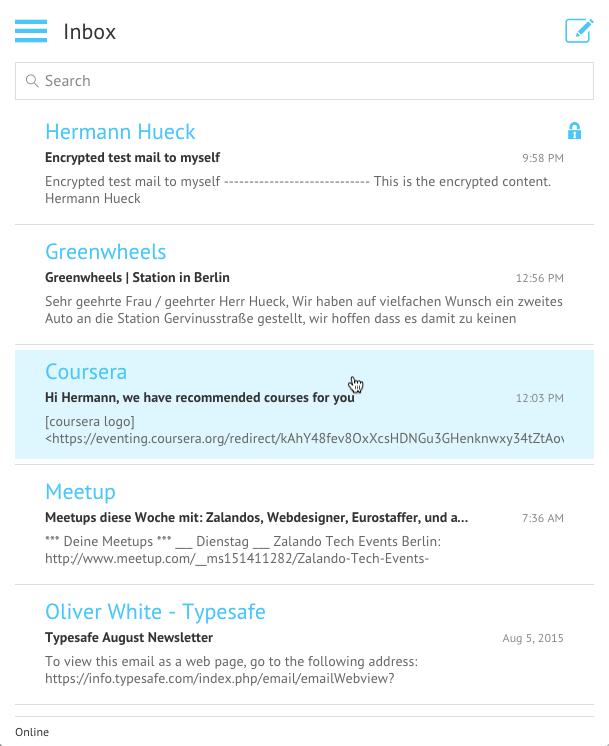 Inbox
Search
Hermann Hueck
Encrypted test mail to myself 9:58 PM
Encrypted test mail to myself ---------------------------- This is the encrypted content.
Hermann Hueck
Greenwheels
Greenwheels | Station in Berlin 12:56 PM
Sehr geehrte Frau / geehrter Herr Hueck, Wir haben auf vielfachen Wunsch ein zweites
Auto an die Station Gervinusstraße gestellt, wir hoffen dass es damit zu keinen
Coursera
Hi Hermann, we have recommended courses for you 12:03 PM
[coursera logo]
<https://eventing.coursera.org/redirect/kAhY48fev8OxXcsHDNGu3GHenknwxy34tZtAov
Meetup
Meetups diese Woche mit: Zalandos, Webdesigner, Eurostaffer, und a... 7:36 AM
*** Deine Meetups *** ___ Dienstag ___ Zalando Tech Events Berlin:
http://www.meetup.com/__ms151411282/Zalando-Tech-Events-
Oliver White - Typesafe
Typesafe August Newsletter Aug 5, 2015
To view this email as a web page, go to the following address:
https://info.typesafe.com/index.php/email/emailWebview?
Online